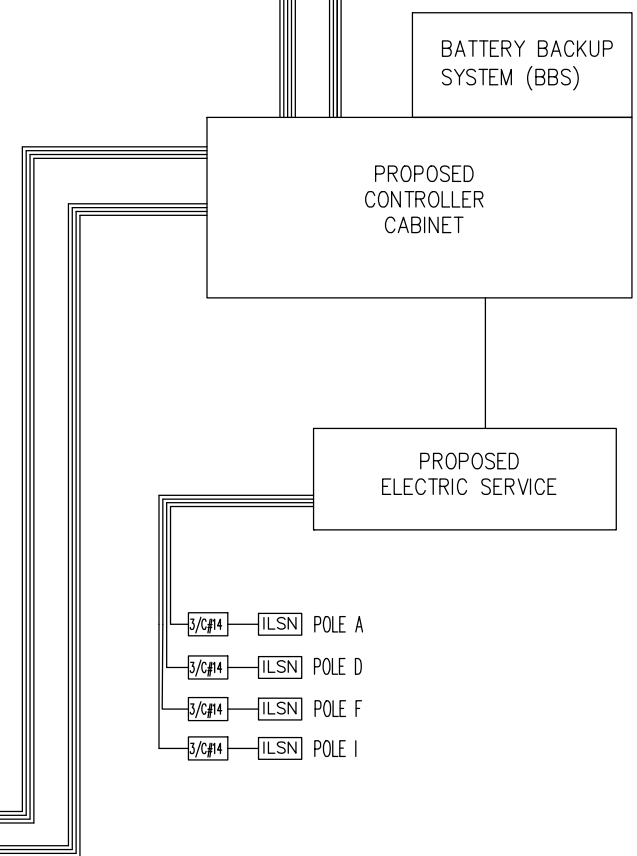 BATTERY BACKUP
SYSTEM (BBS)
PROPOSED
CONTROLLER
CABINET
PROPOSED
ELECTRIC SERVICE
3/C#14 ILSN POLE A
3/C#14 ILSN POLE D
3/C#14 ILSN POLE F
3/C#14 ILSN POLE I